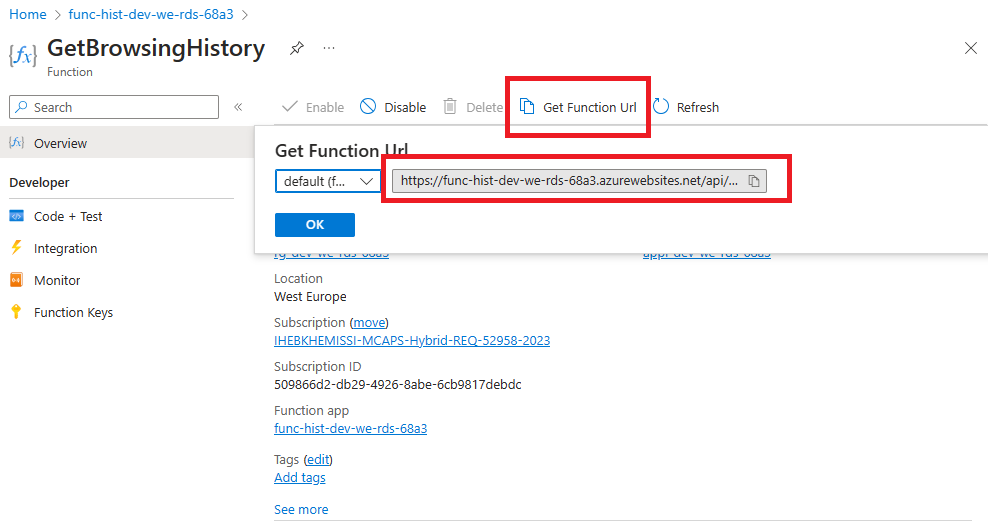 Home > func-hist-dev-we-rds-68a3 >
GetBrowsingHistory ...
Function
Search
Enable Disable Delete Get Function Url Refresh
Overview
Get Function Url
default (f... https://func-hist-dev-we-rds-68a3.azurewebsites.net/api/...
OK
Developer
Code + Test
Integration
Monitor
Function Keys
rg-dev-we-rds-68a3 appi-dev-we-rds-68a3
Location
West Europe
Subscription (move)
IHEBKHEMISSI-MCAPS-Hybrid-REQ-52958-2023
Subscription ID
509866d2-db29-4926-8abe-6cb9817debdc
Function app
func-hist-dev-we-rds-68a3
Tags (edit)
Add tags
See more